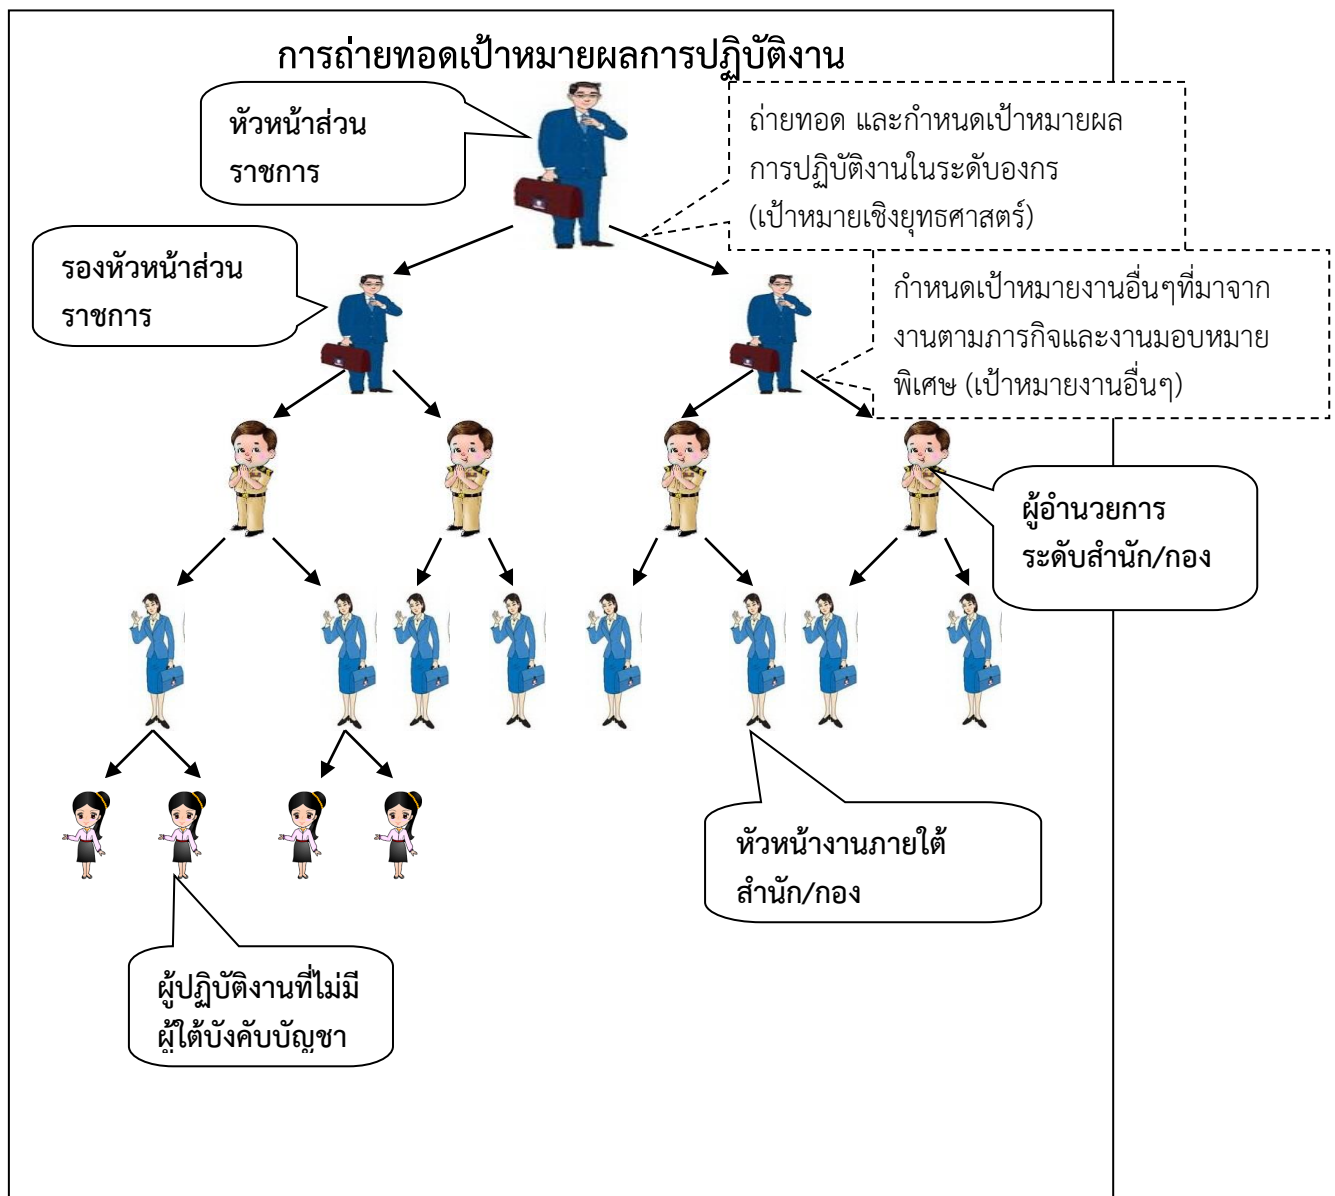 การถ่ายทอดเป้าหมายผลการปฏิบัติงาน
หัวหน้าส่วน
ราชการ
ถ่ายทอด และกำหนดเป้าหมายผล
การปฏิบัติงานในระดับองกร
(เป้าหมายเชิงยุทธศาสตร์)
รองหัวหน้าส่วน
ราชการ
กำหนดเป้าหมายงานอื่นๆที่มาจาก
งานตามภารกิจและงานมอบหมาย
พิเศษ (เป้าหมายงานอื่นๆ)
ผู้อำนวยการ
ระดับสำนัก/กอง
หัวหน้างานภายใต้
สำนัก/กอง
ผู้ปฏิบัติงานที่ไม่มี
ผู้ใต้บังคับบัญชา